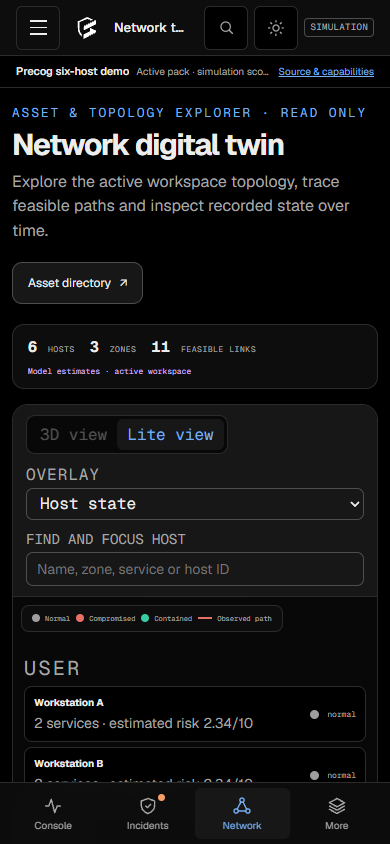 Network t...
SIMULATION
Precog six-host demo Active pack · simulation sco... Source & capabilities
ASSET & TOPOLOGY EXPLORER · READ ONLY
Network digital twin
Explore the active workspace topology, trace
feasible paths and inspect recorded state over
time.
Asset directory ↗
6 HOSTS 3 ZONES 11 FEASIBLE LINKS
Model estimates · active workspace
3D view Lite view
OVERLAY
Host state
FIND AND FOCUS HOST
Name, zone, service or host ID
Normal Compromised Contained Observed path
USER
Workstation A
2 services · estimated risk 2.34/10 normal
Workstation B
normal
Console Incidents Network More